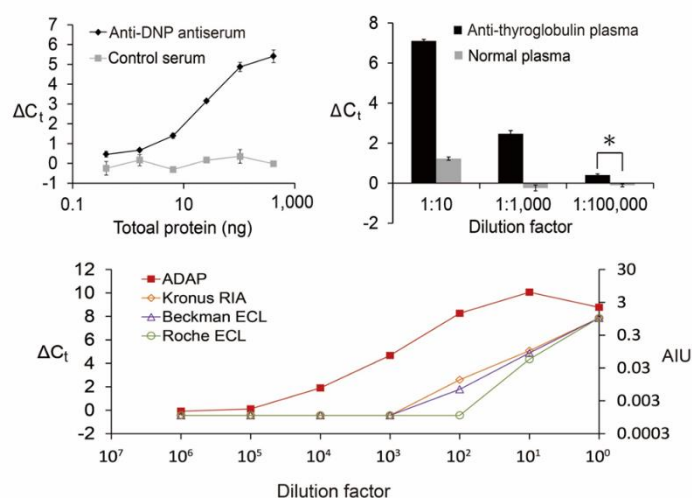 Anti-DNP antiserum
Control serum
ΔCt
7
6
5
4
3
2
1
0
-1
0.1
10
1,000
Totoal protein (ng)
Anti-thyroglobulin plasma
Normal plasma
ΔCt
8
6
4
2
0
-2
*
1:10
1:1,000
1:100,000
Dilution factor
ADAP
Kronus RIA
Beckman ECL
Roche ECL
ΔCt
12
10
8
6
4
2
0
-2
30
3
0.3
0.03
0.003
0.0003
AIU
10⁷
10⁶
10⁵
10⁴
10³
10²
10¹
10⁰
Dilution factor